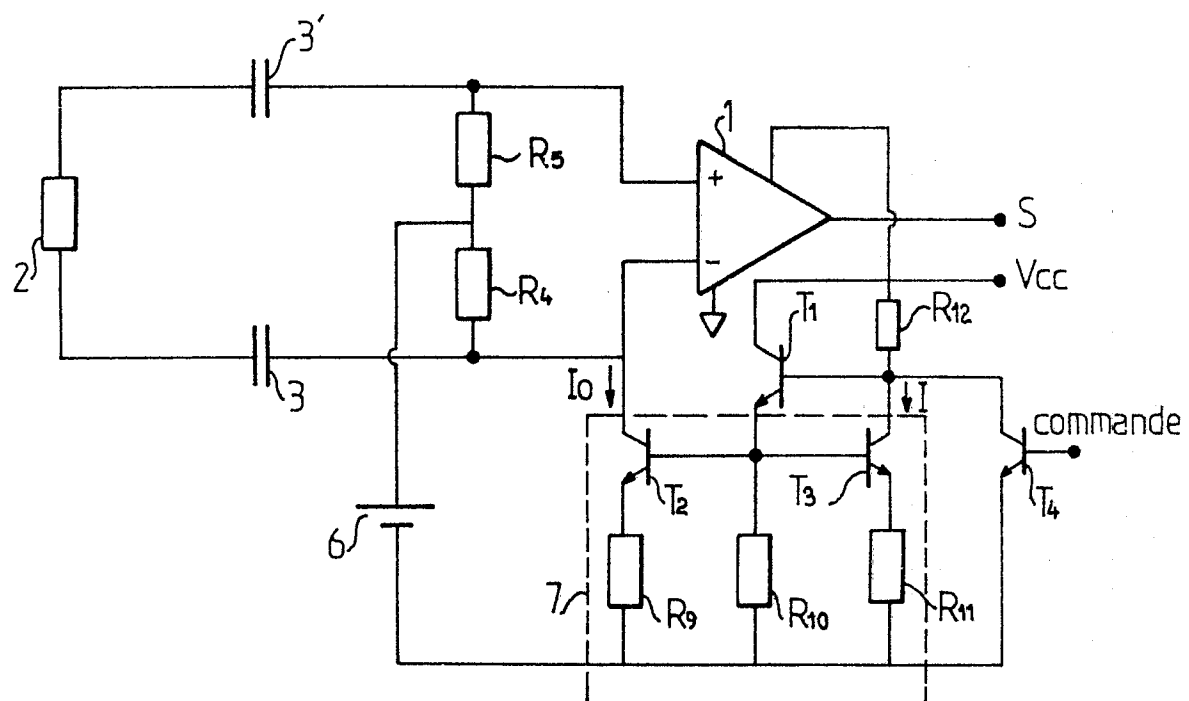 3'
1
R5
+
S
2
R4
-
Vcc
T1
R12
3
Io
I
commande
T2
T3
T4
6
7
R9
R10
R11